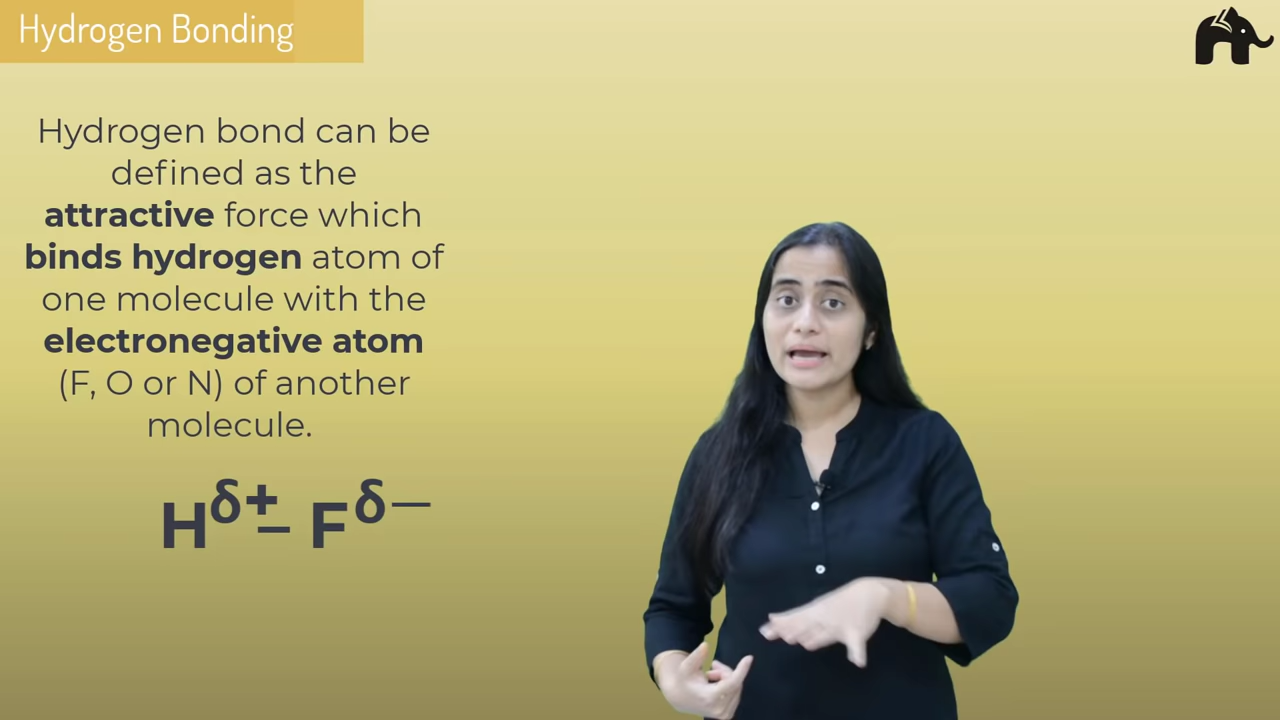 Hydrogen Bonding
Hydrogen bond can be
defined as the
attractive force which
binds hydrogen atom of
one molecule with the
electronegative atom
(F, O or N) of another
molecule.
Hδ+– Fδ–